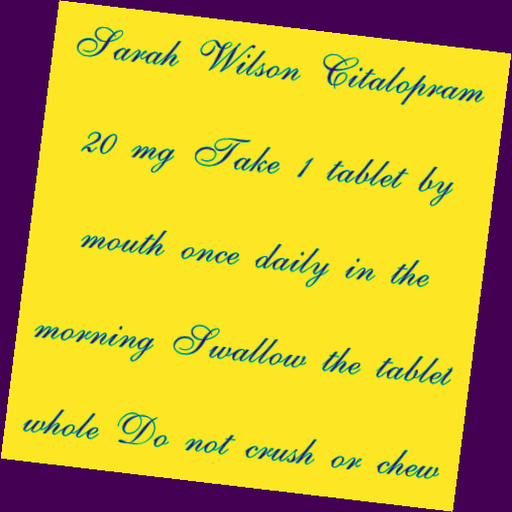 Sarah Wilson Citalopram
20 mg Take 1 tablet by
mouth once daily in the
morning Swallow the tablet
whole Do not crush or chew